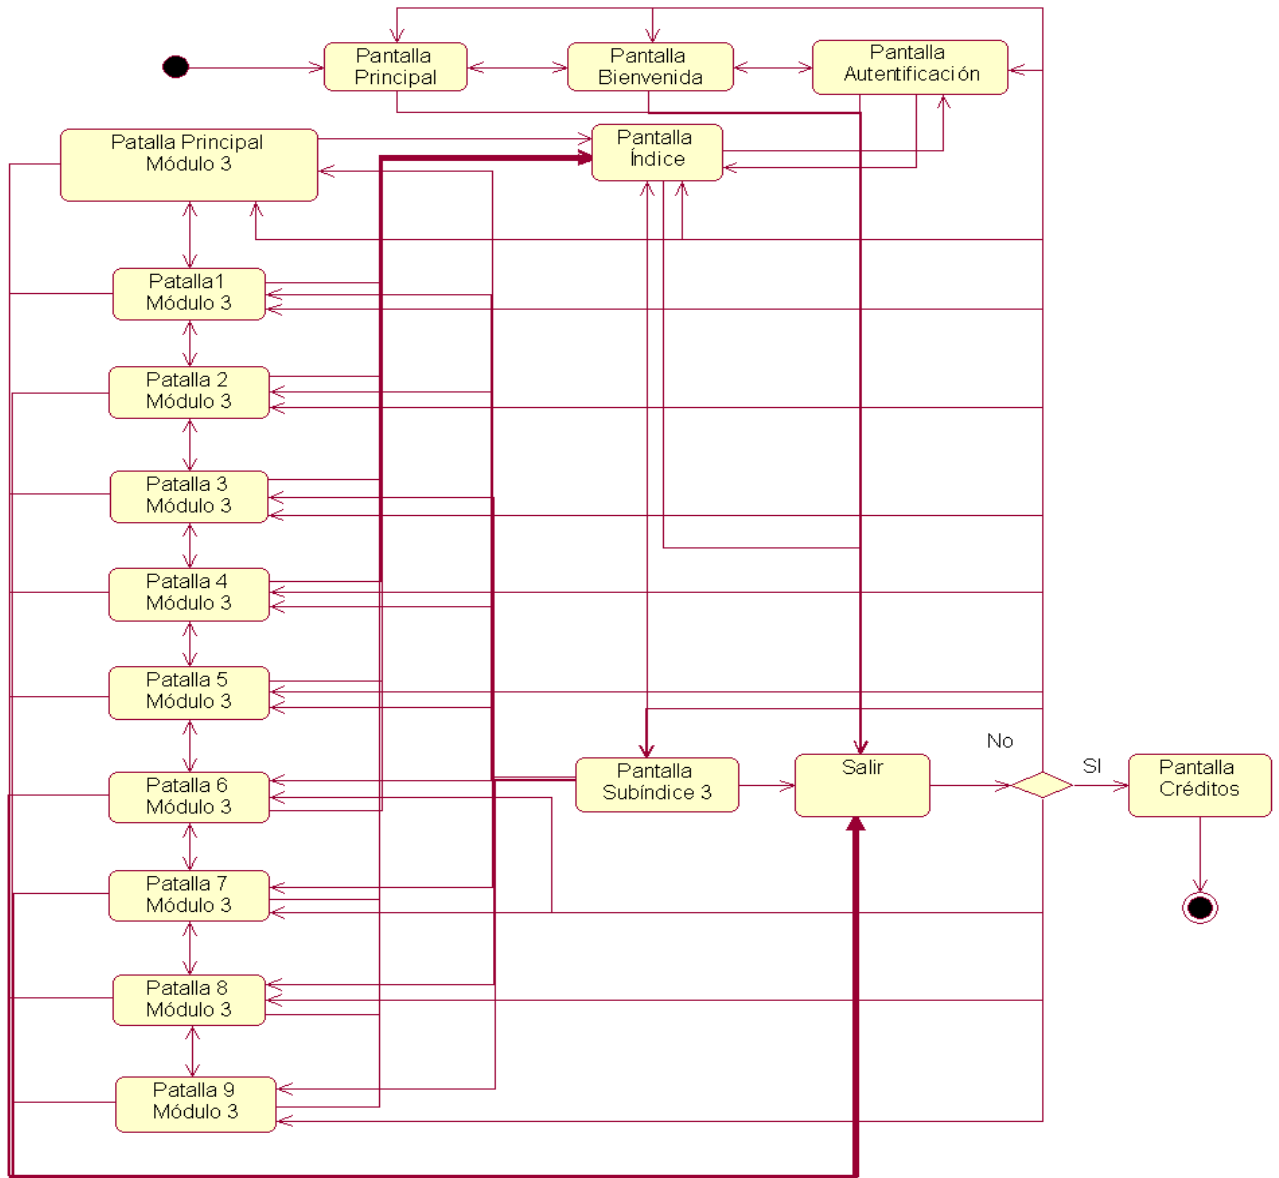 Pantalla
Principal
Pantalla
Bienvenida
Pantalla
Autentificación
Patalla Principal
Módulo 3
Pantalla
Índice
Patalla1
Módulo 3
Patalla 2
Módulo 3
Patalla 3
Módulo 3
Patalla 4
Módulo 3
Patalla 5
Módulo 3
No
Pantalla
Subíndice 3
Salir
SI
Pantalla
Créditos
Patalla 6
Módulo 3
Patalla 7
Módulo 3
Patalla 8
Módulo 3
Patalla 9
Módulo 3